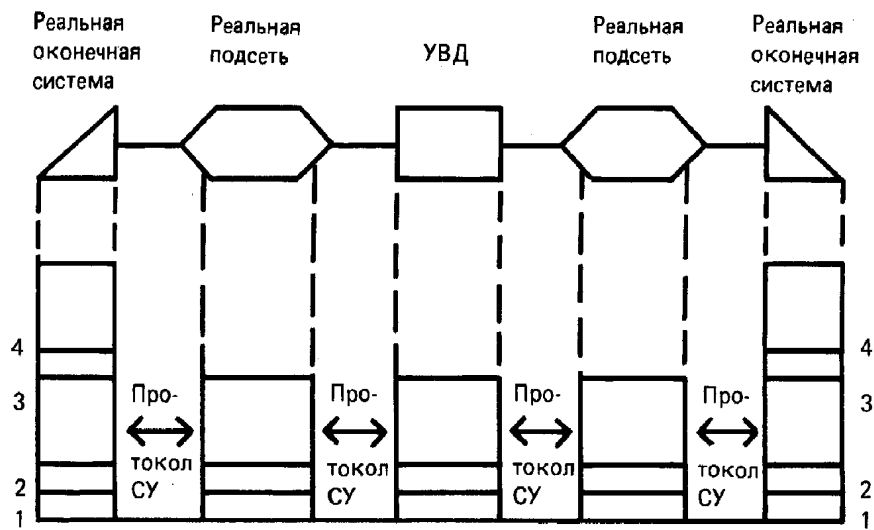 Реальная
оконечная
система
Реальная
подсеть
УВД
Реальная
подсеть
Реальная
оконечная
система
4
4
3
Про-
Про-
Про-
Про-
3
токол
СУ
токол
СУ
токол
СУ
токол
СУ
2
2
1
1